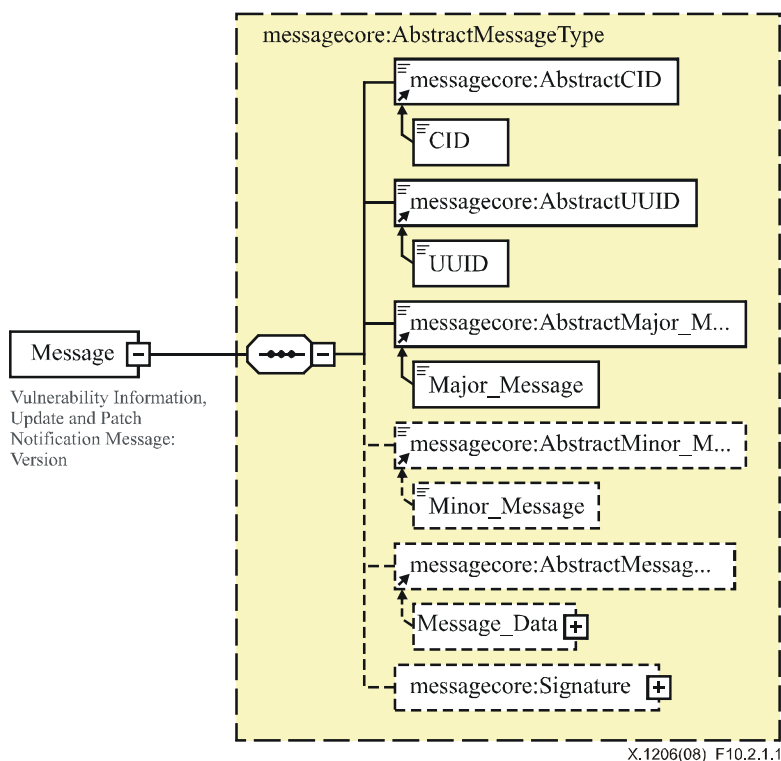 messagecore:AbstractMessageType
messagecore:AbstractCID
CID
messagecore:AbstractUUID
UUID
messagecore:AbstractMajor_M...
Major_Message
Message
Vulnerability Information,
Update and Patch
Notification Message:
Version
messagecore:AbstractMinor_M...
Minor_Message
messagecore:AbstractMessag...
Message_Data
messagecore:Signature
X.1206(08)_F10.2.1.1